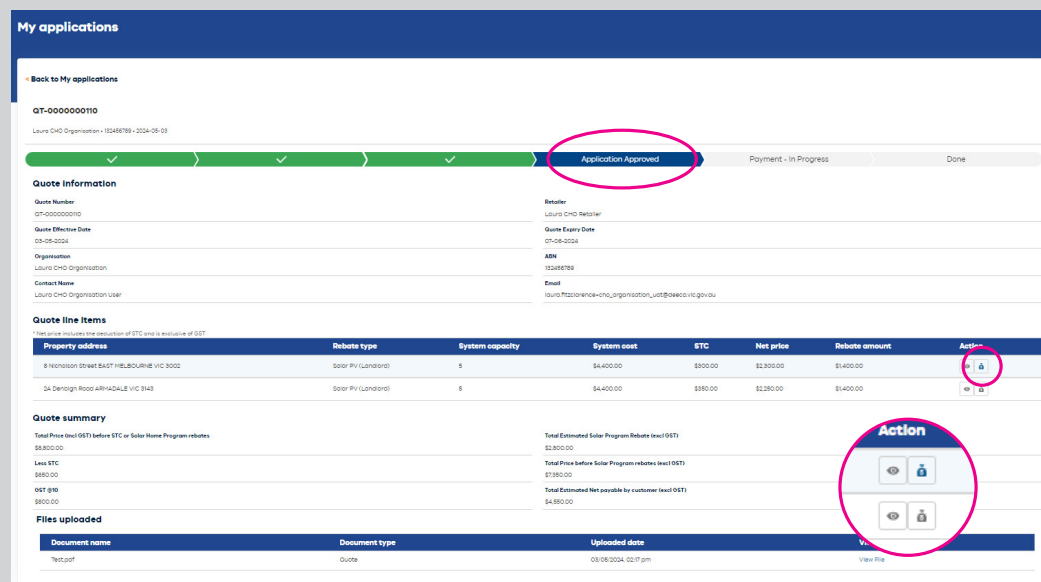 My applications
< Back to My applications
QT-0000000110
Laura CHO Organisation • 132456789 • 2024-05-03
Application Approved Payment - In Progress Done
Quote information
Quote Number Retailer
QT-0000000110 Laura CHO Retailer
Quote Effective Date Quote Expiry Date
03-05-2024 07-06-2024
Organisation ABN
Laura CHO Organisation 132456789
Contact Name Email
Laura CHO Organisation User laura.fitzclarence+cho_organisation_uat@deeca.vic.gov.au
Quote line items
* Net price includes the deduction of STC and is exclusive of GST
Property address Rebate type System capacity System cost STC Net price Rebate amount Action
8 Nicholson Street EAST MELBOURNE VIC 3002 Solar PV (Landlord) 5 $4,400.00 $300.00 $2,300.00 $1,400.00
2A Denbigh Road ARMADALE VIC 3143 Solar PV (Landlord) 5 $4,400.00 $350.00 $2,250.00 $1,400.00
Quote summary
Total Price (incl GST) before STC or Solar Home Program rebates Total Estimated Solar Program Rebate (excl GST)
$8,800.00 $2,800.00
Less STC Total Price before Solar Program rebates (excl GST)
$650.00 $7,350.00
GST @10 Total Estimated Net payable by customer (excl GST)
$800.00 $4,550.00
Action
Files uploaded
Document name Document type Uploaded date
Test.pdf Quote 03/05/2024, 02:17 pm View File